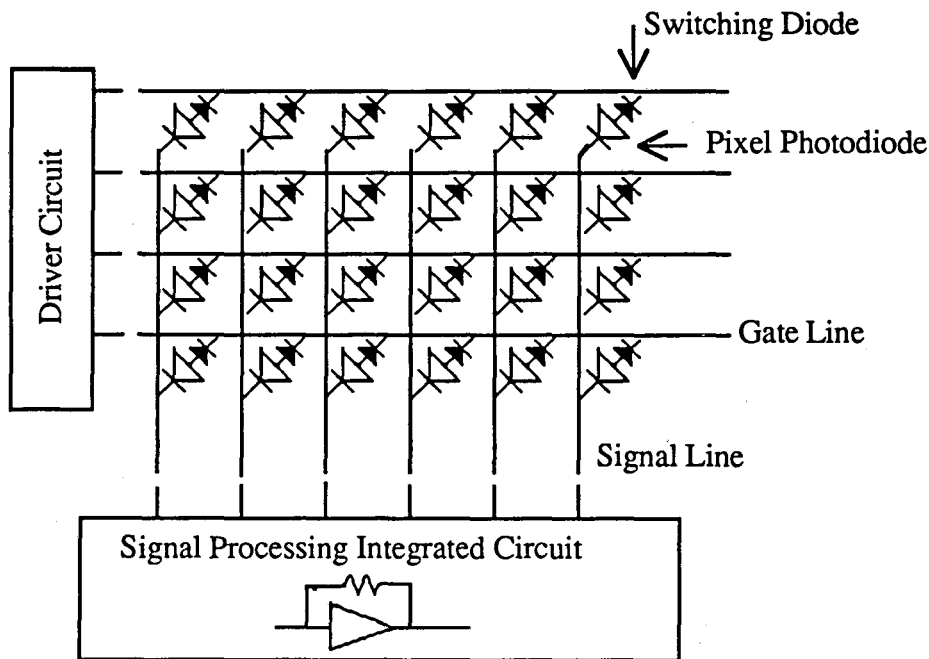 Switching Diode
Pixel Photodiode
Driver Circuit
Gate Line
Signal Line
Signal Processing Integrated Circuit